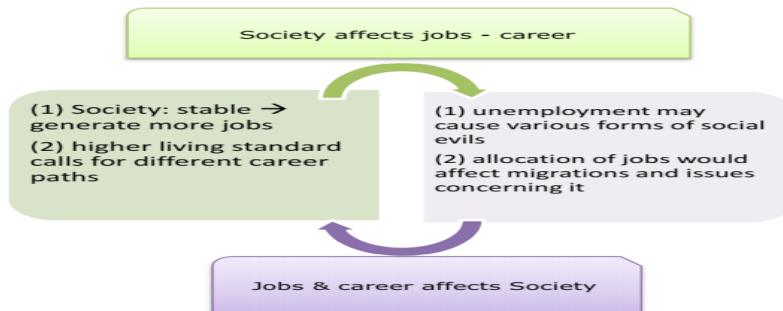 Society affects jobs - career
(1) Society: stable →
generate more jobs
(2) higher living standard
calls for different career
paths
(1) unemployment may
cause various forms of social
evils
(2) allocation of jobs would
affect migrations and issues
concerning it
Jobs & career affects Society